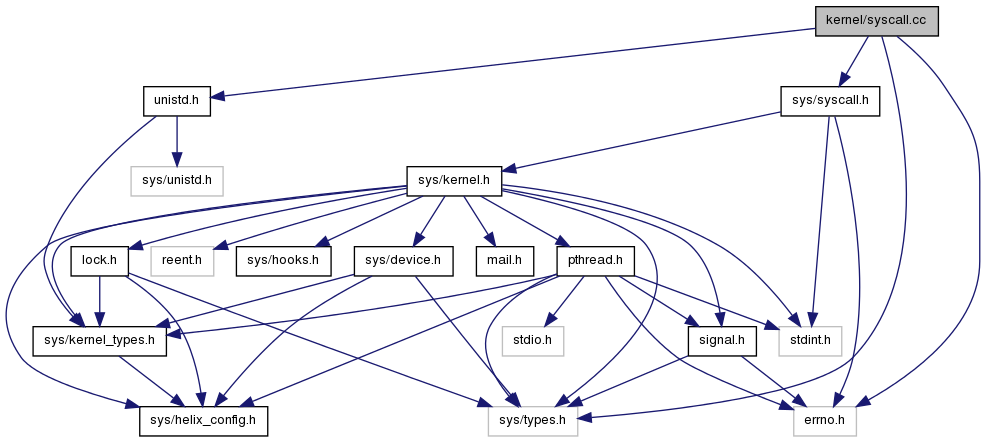 kernel/syscall.cc
unistd.h
sys/syscall.h
sys/unistd.h
sys/kernel.h
lock.h
reent.h
sys/hooks.h
sys/device.h
mail.h
pthread.h
sys/kernel_types.h
stdio.h
signal.h
stdint.h
sys/helix_config.h
sys/types.h
errno.h